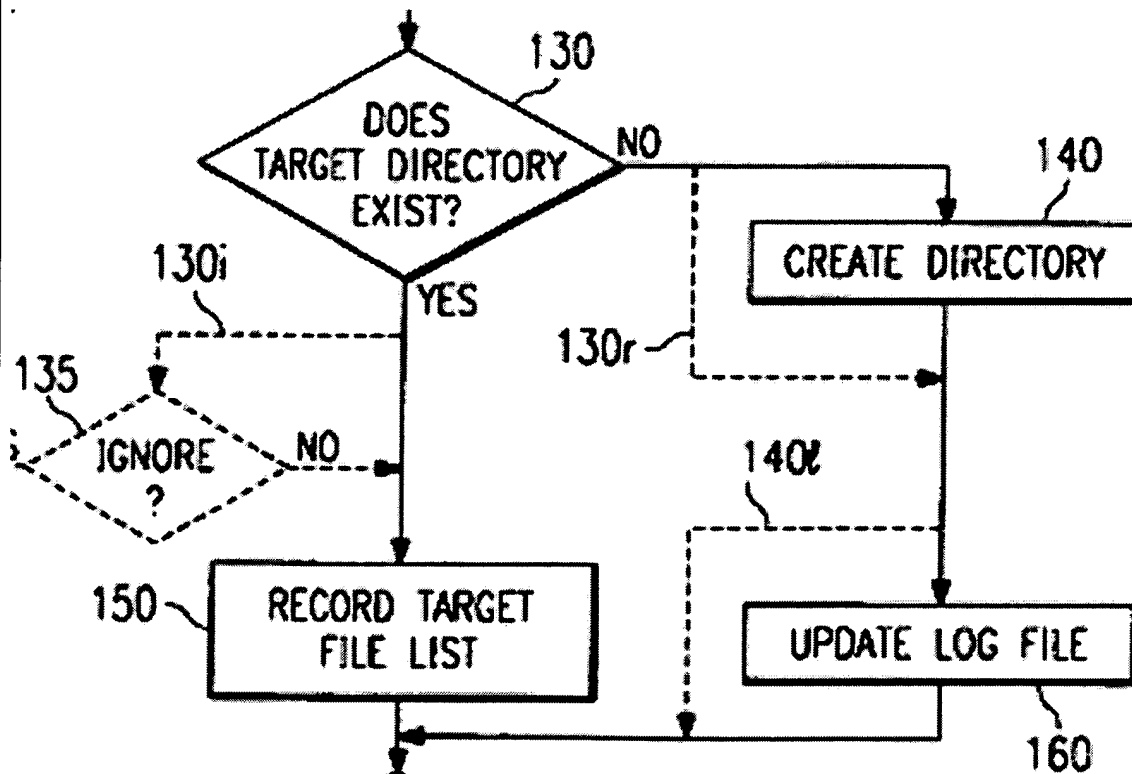 130
DOES
TARGET DIRECTORY
EXIST?
NO
140
CREATE DIRECTORY
130i
YES
130r
135
IGNORE
?
NO
140ℓ
150
RECORD TARGET
FILE LIST
UPDATE LOG FILE
160